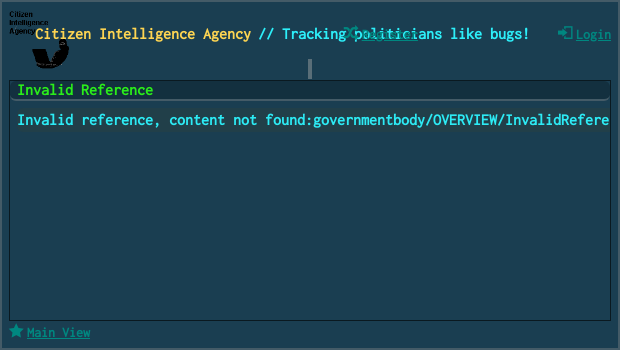 Citizen
Intelligence
Agency
Citizen Intelligence Agency // Tracking politicians like bugs!
Register
Login
Invalid Reference
Invalid reference, content not found:governmentbody/OVERVIEW/InvalidRefere
Main View